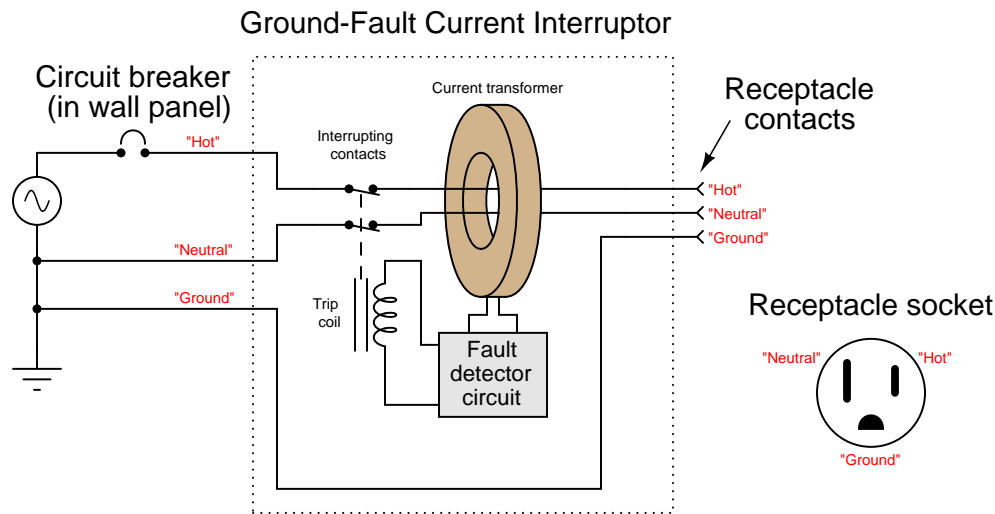 Ground-Fault Current Interruptor
Circuit breaker
(in wall panel)
"Hot"
Interrupting
contacts
Current transformer
Receptacle
contacts
"Hot"
"Neutral"
"Ground"
"Neutral"
"Ground"
Trip
coil
Fault
detector
circuit
Receptacle socket
"Neutral"
"Hot"
"Ground"